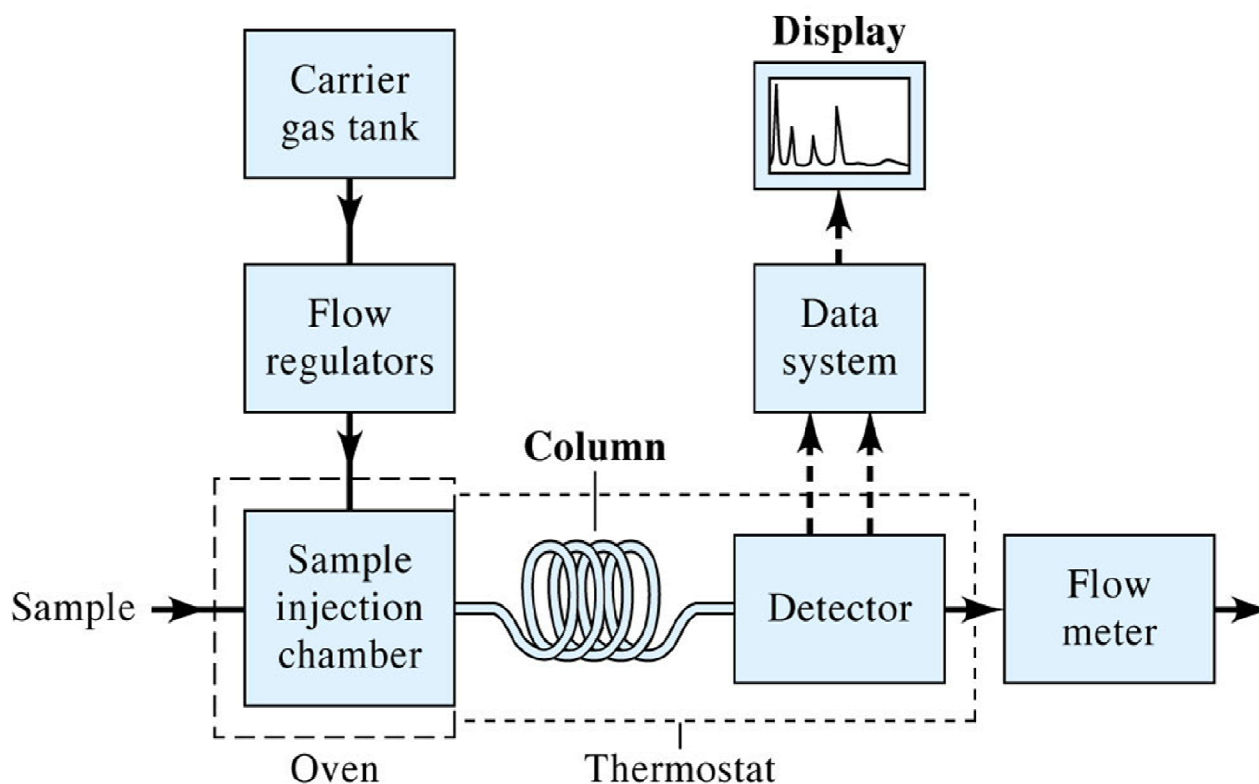 Carrier
gas tank
Display
Flow
regulators
Data
system
Column
Sample
Sample
injection
chamber
Detector
Flow
meter
Oven
Thermostat